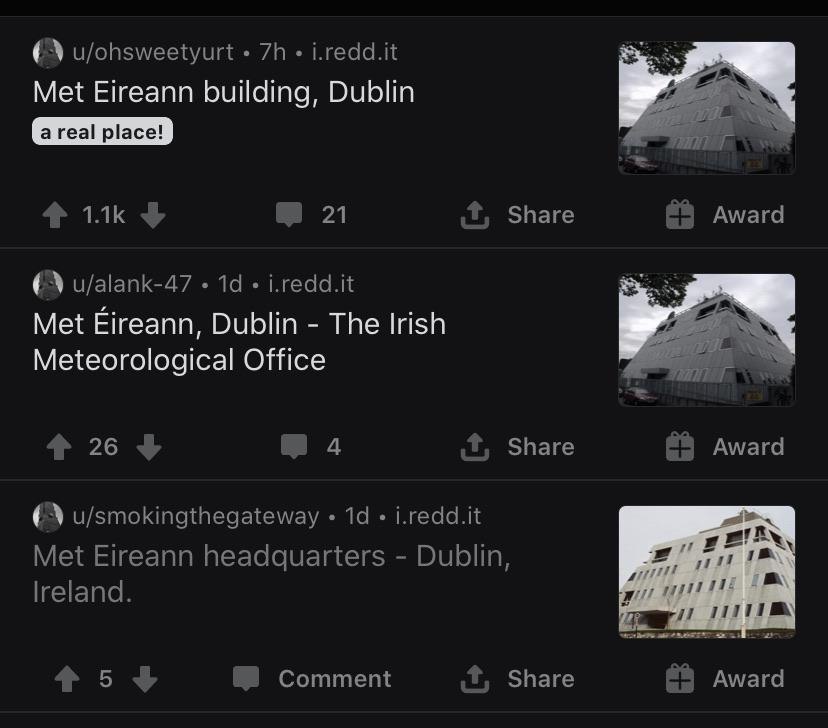 u/ohsweetyurt • 7h • i.redd.it
Met Eireann building, Dublin
a real place!
1.1k 21 Share Award
u/alank-47 • 1d • i.redd.it
Met Éireann, Dublin - The Irish
Meteorological Office
26 4 Share Award
u/smokingthegateway • 1d • i.redd.it
Met Eireann headquarters - Dublin,
Ireland.
5 Comment Share Award